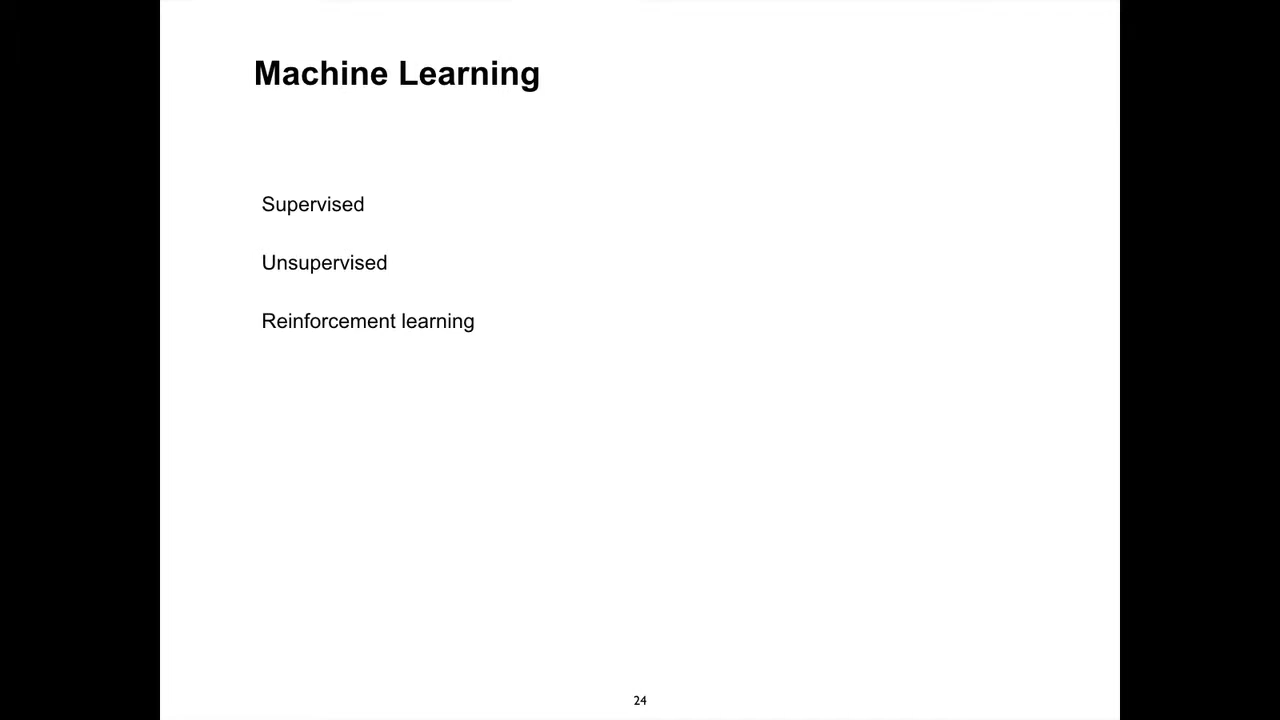 Machine Learning
Supervised
Unsupervised
Reinforcement learning
24